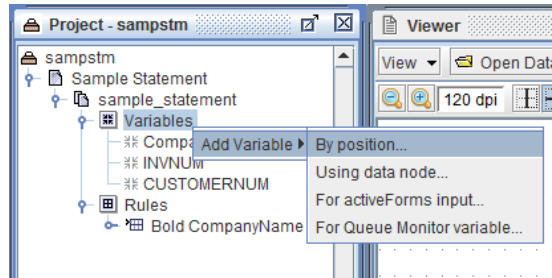 Project - sampstm
sampstm
Sample Statement
sample_statement
Variables
Compa
INVNUM
CUSTOMERNUM
Rules
Bold CompanyName
Add Variable
By position...
Using data node...
For activeForms input...
For Queue Monitor variable...
Viewer
View
Open Data
120 dpi